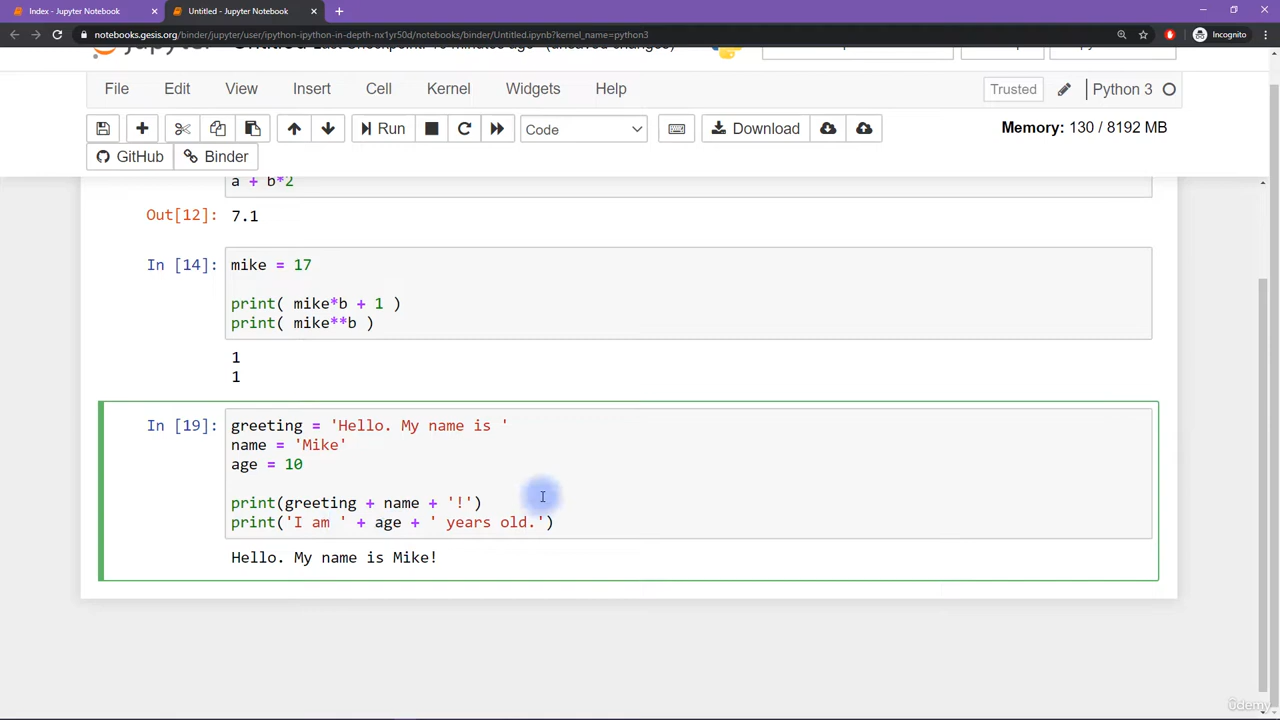 Index - Jupyter Notebook
Untitled - Jupyter Notebook
notebooks.gesis.org/binder/jupyter/user/ipython-ipython-in-depth-nx1yr50d/notebooks/binder/Untitled.ipynb?kernel_name=python3
Incognito
File Edit View Insert Cell Kernel Widgets Help
Trusted
Python 3
Run
Code
Download
Memory: 130 / 8192 MB
GitHub
Binder
a + b*2
Out[12]: 7.1
In [14]: mike = 17
print( mike*b + 1 )
print( mike**b )
1
1
In [19]: greeting = 'Hello. My name is '
name = 'Mike'
age = 10
print(greeting + name + '!')
print('I am ' + age + ' years old.')
Hello. My name is Mike!
ûdemy